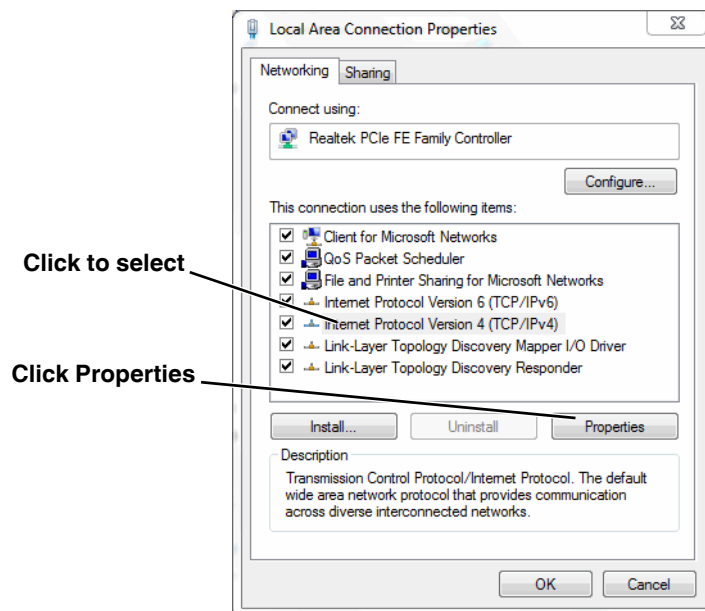 Local Area Connection Properties
Networking
Sharing
Connect using:
Realtek PCIe FE Family Controller
Configure...
This connection uses the following items:
Client for Microsoft Networks
QoS Packet Scheduler
File and Printer Sharing for Microsoft Networks
Internet Protocol Version 6 (TCP/IPv6)
Click to select
Internet Protocol Version 4 (TCP/IPv4)
Link-Layer Topology Discovery Mapper I/O Driver
Link-Layer Topology Discovery Responder
Click Properties
Install...
Uninstall
Properties
Description
Transmission Control Protocol/Internet Protocol. The default
wide area network protocol that provides communication
across diverse interconnected networks.
OK
Cancel